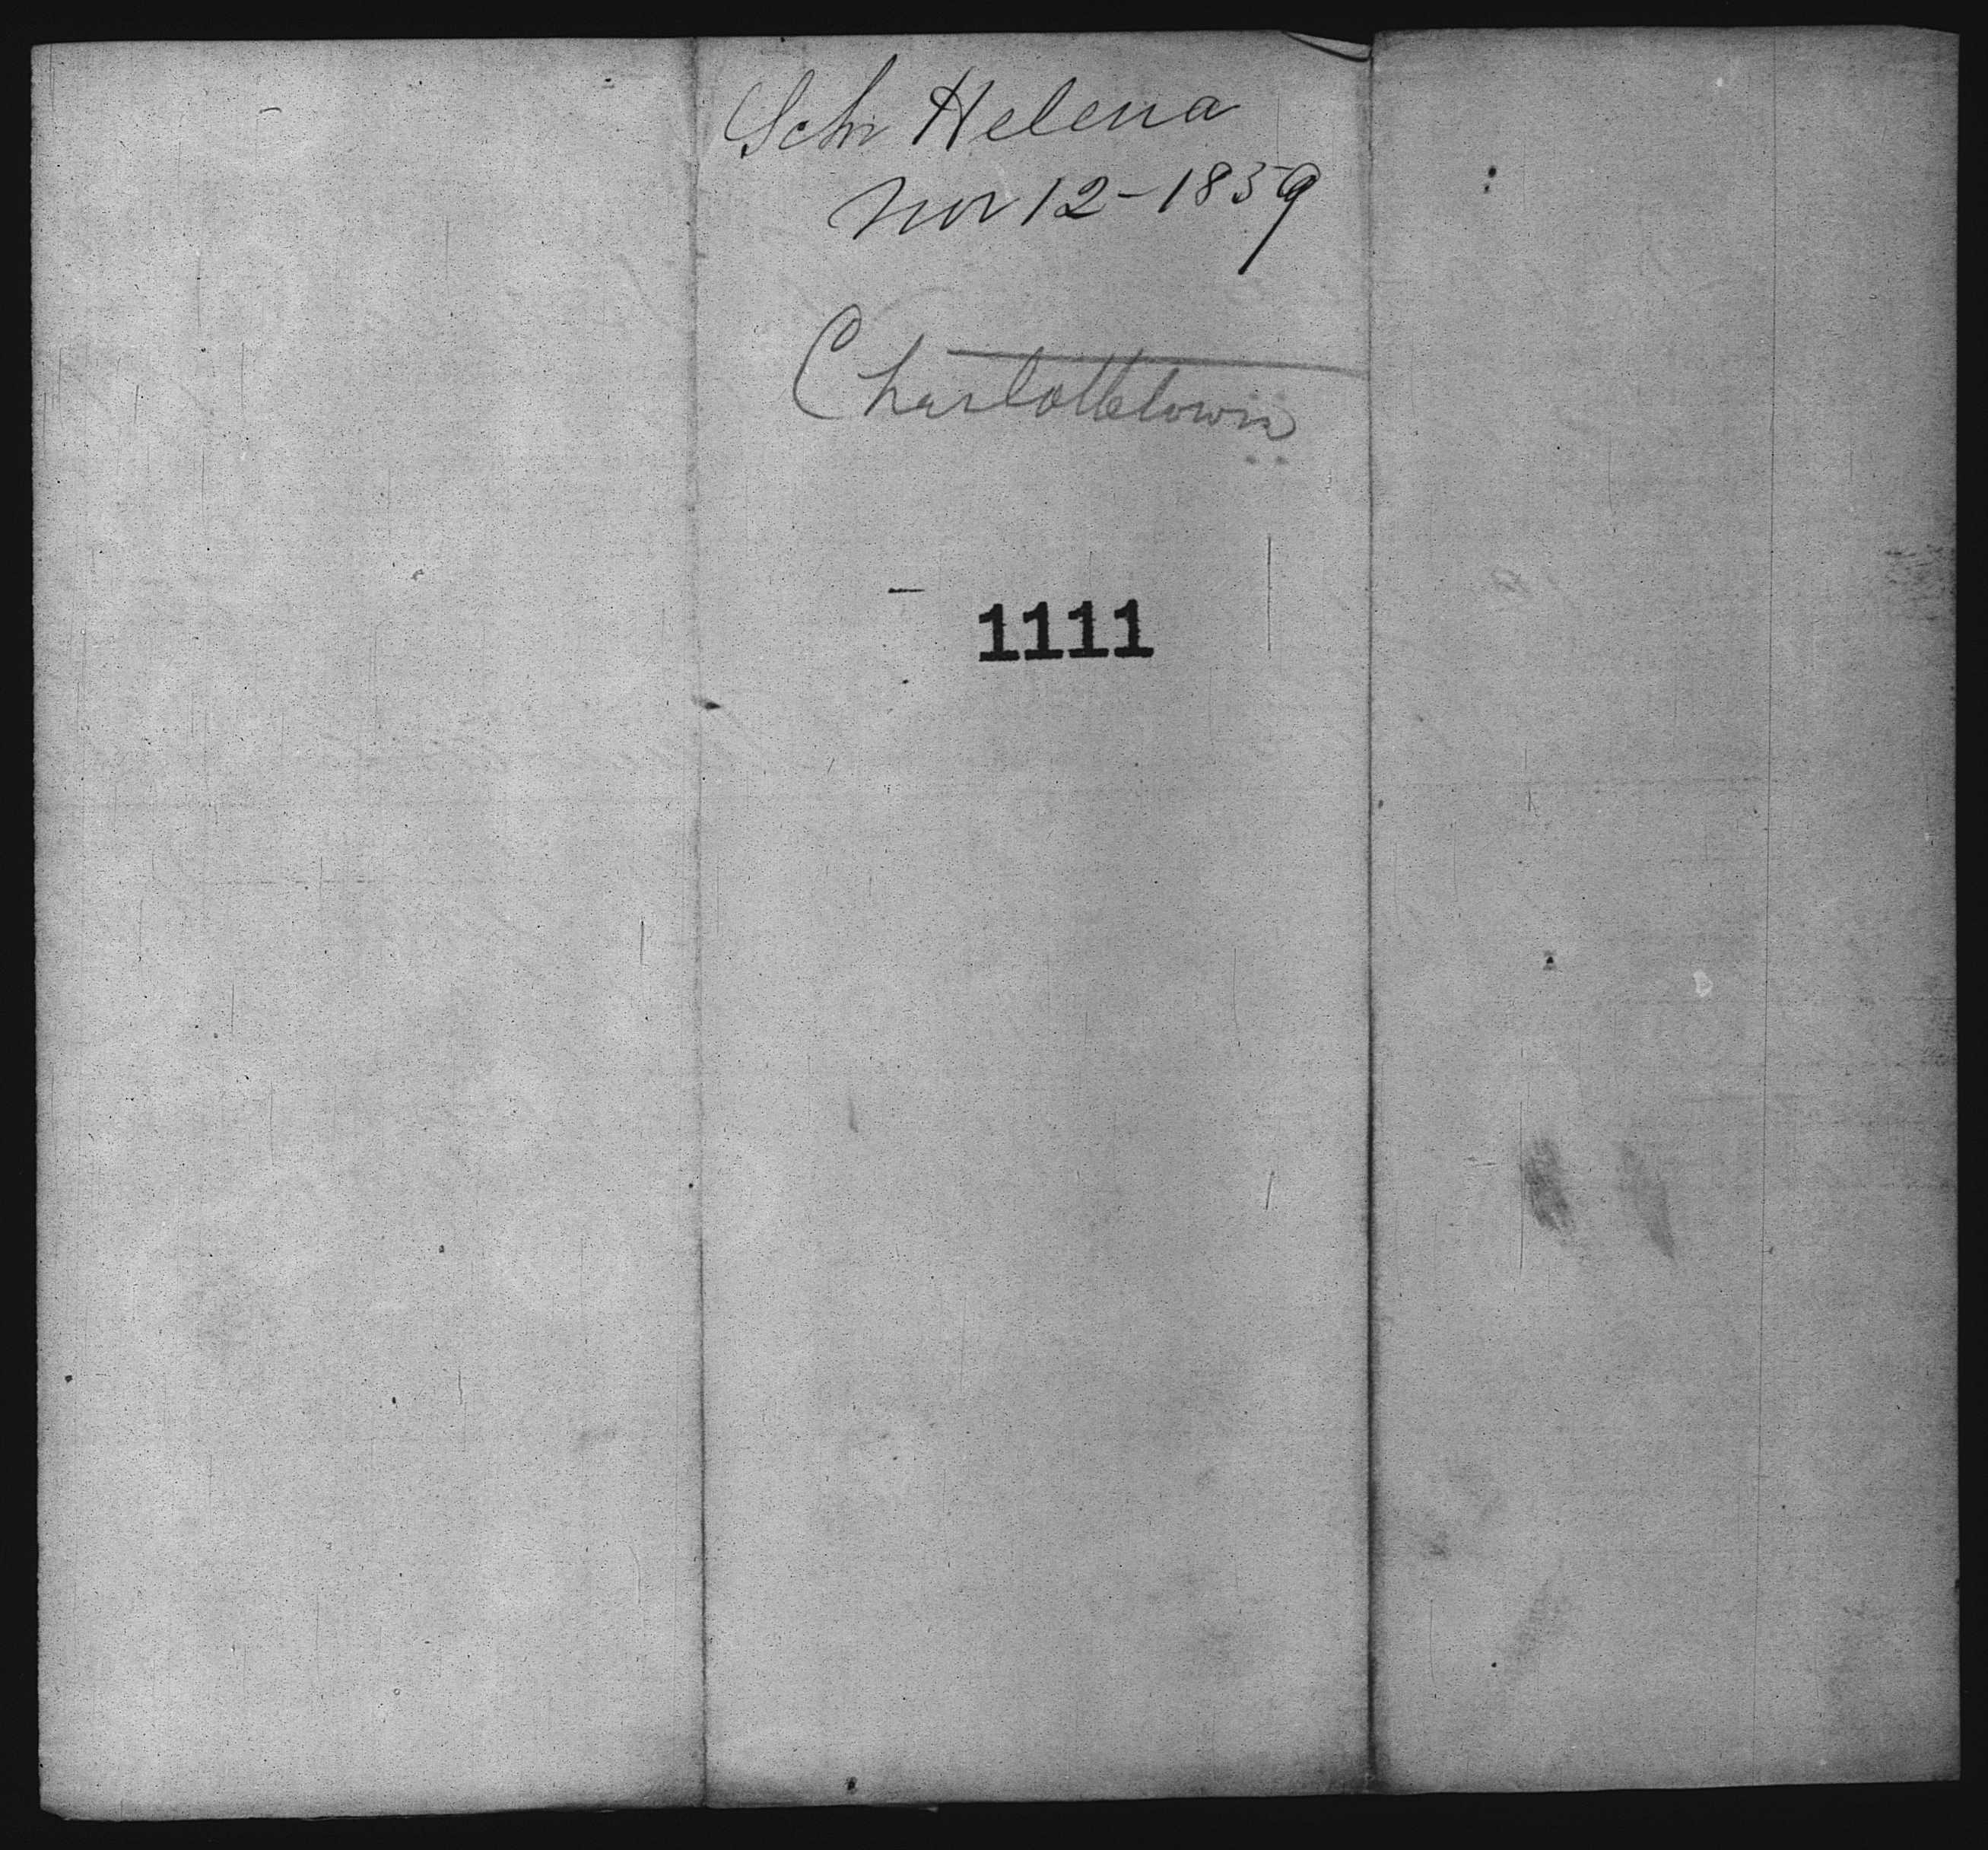 Schr Helena
Nov 12-1859
Charlottetown
1111